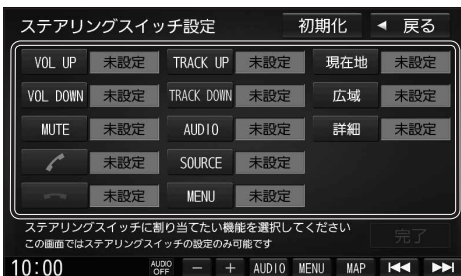 ステアリングスイッチ設定 初期化 ◀ 戻る
VOL UP 未設定 TRACK UP 未設定 現在地 未設定
VOL DOWN 未設定 TRACK DOWN 未設定 広域 未設定
MUTE 未設定 AUDIO 未設定 詳細 未設定
未設定 SOURCE 未設定
未設定 MENU 未設定
ステアリングスイッチに割り当てたい機能を選択してください
この画面ではステアリングスイッチの設定のみ可能です 完了
10:00 AUDIO OFF － ＋ AUDIO MENU MAP